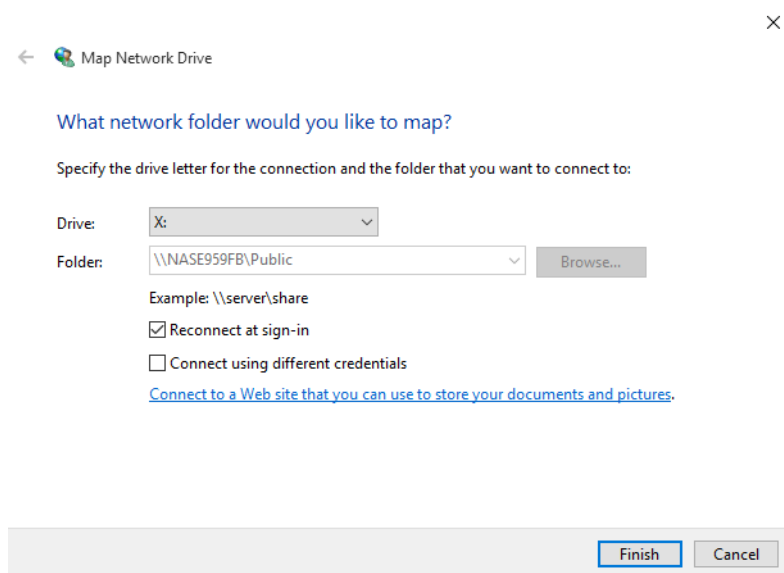 Map Network Drive
What network folder would you like to map?
Specify the drive letter for the connection and the folder that you want to connect to:
Drive: X:
Folder: \\NASE959FB\Public Browse...
Example: \\server\share
Reconnect at sign-in
Connect using different credentials
Connect to a Web site that you can use to store your documents and pictures.
Finish Cancel